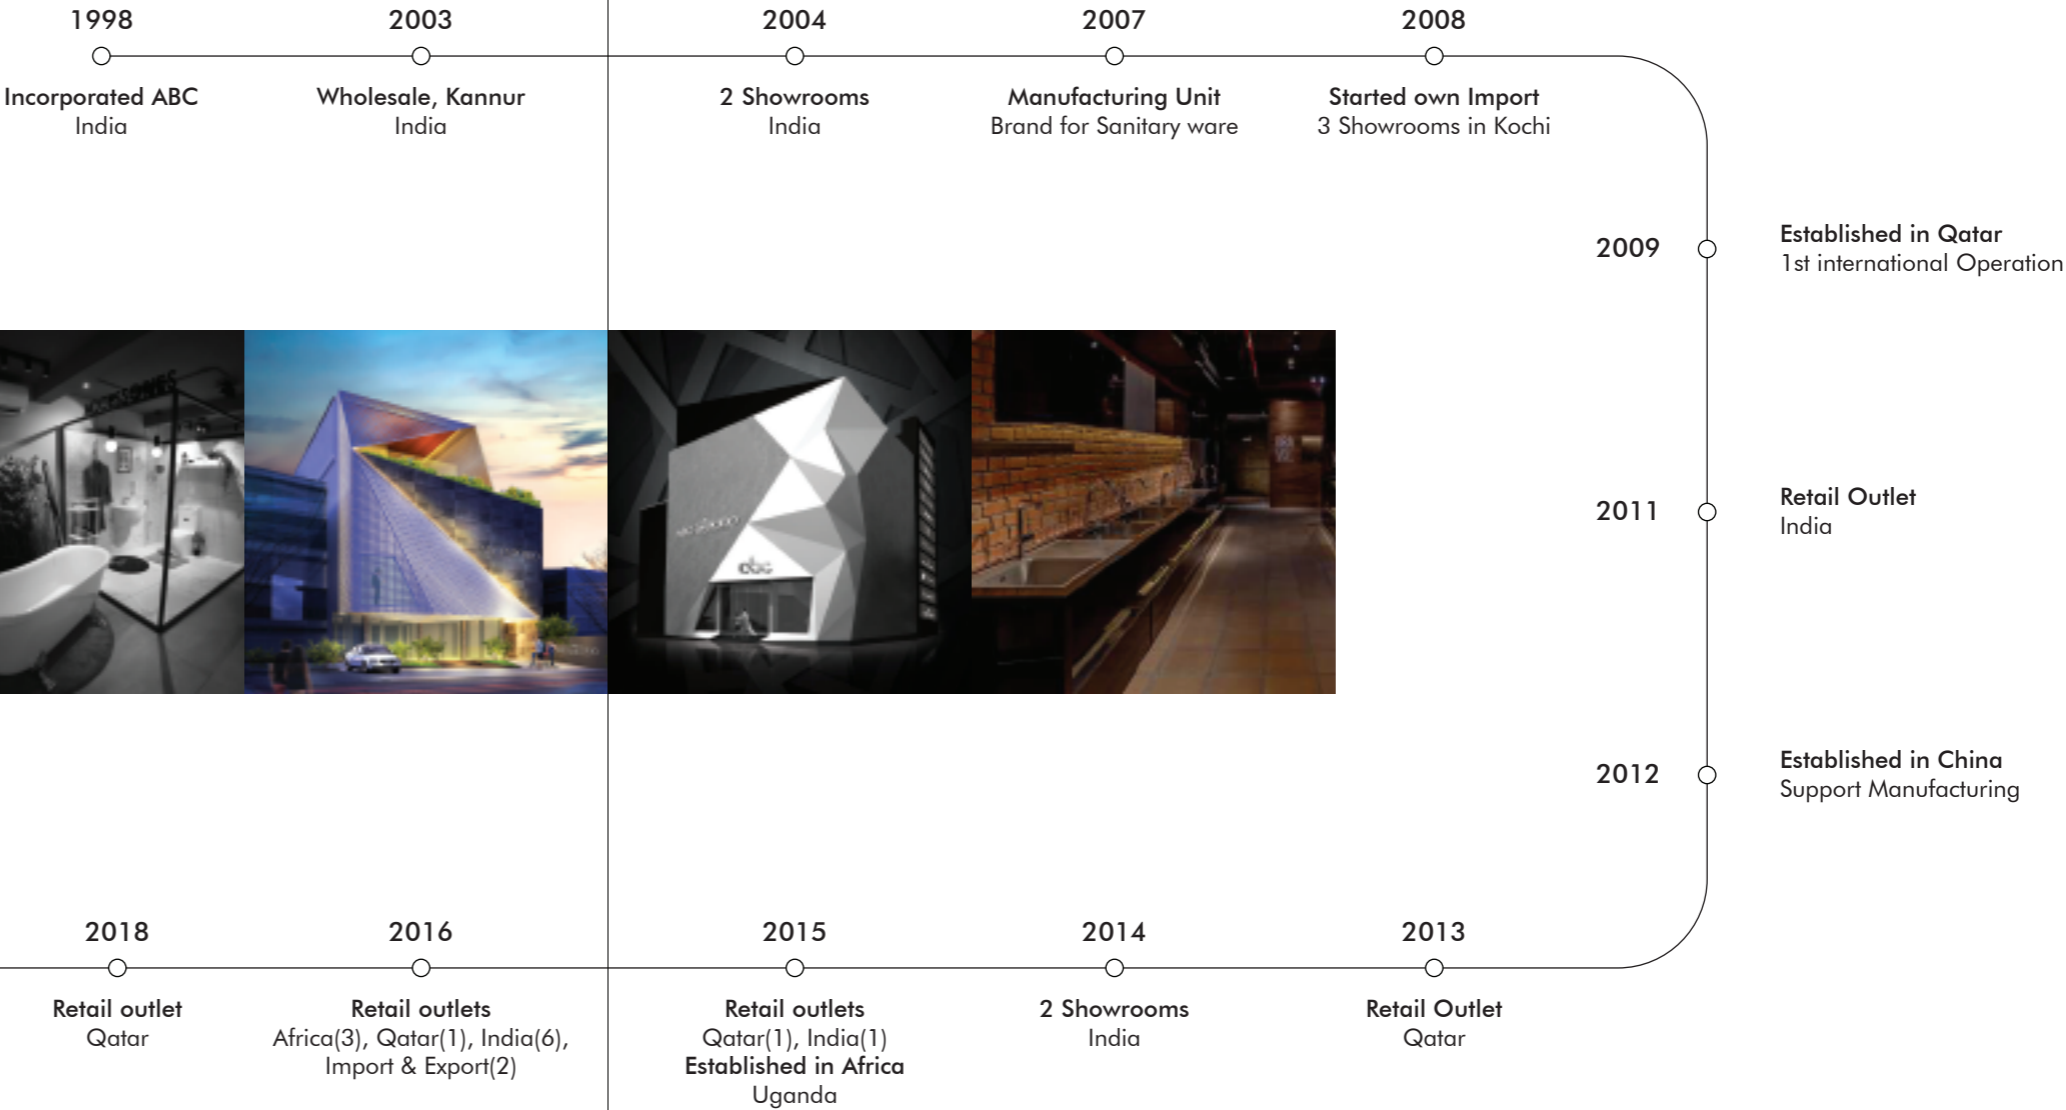 1998
Incorporated ABC
India
2003
Wholesale, Kannur
India
2004
2 Showrooms
India
2007
Manufacturing Unit
Brand for Sanitary ware
2008
Started own Import
3 Showrooms in Kochi
2009
Established in Qatar
1st international Operation
2011
Retail Outlet
India
2012
Established in China
Support Manufacturing
abc
2013
Retail Outlet
Qatar
2014
2 Showrooms
India
2015
Retail outlets
Qatar(1), India(1)
Established in Africa
Uganda
2016
Retail outlets
Africa(3), Qatar(1), India(6),
Import & Export(2)
2018
Retail outlet
Qatar